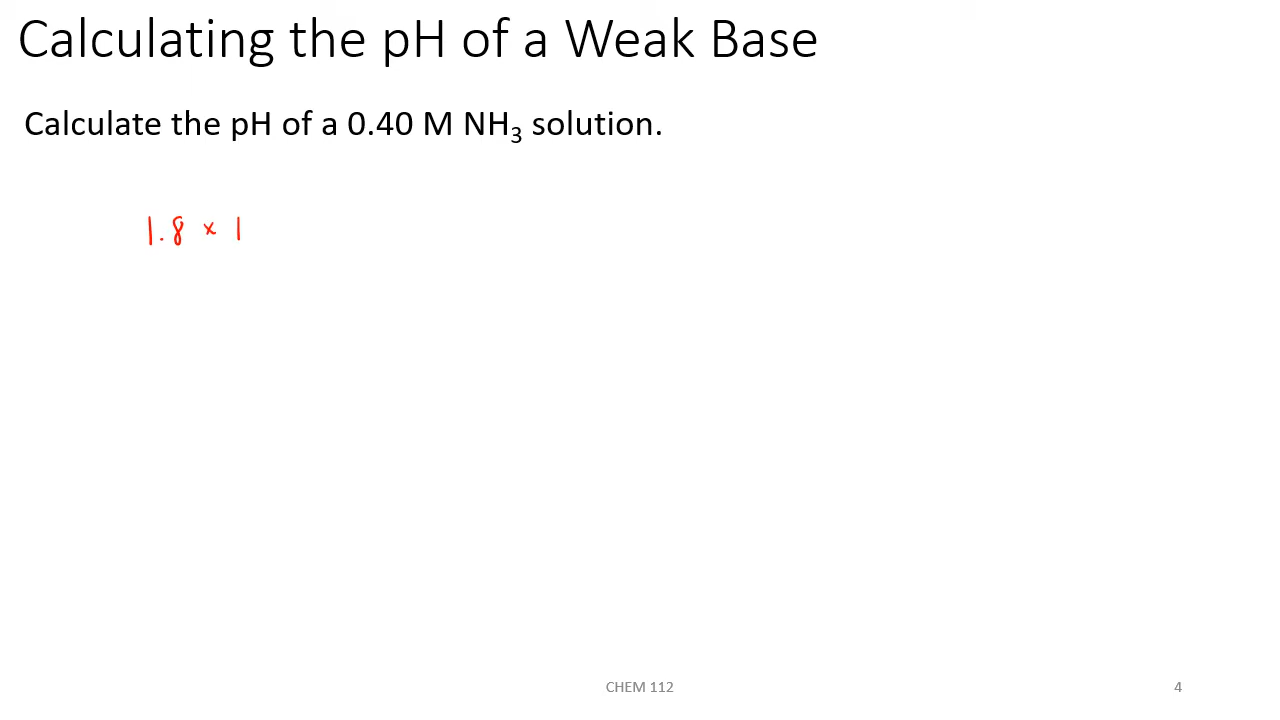 Calculating the pH of a Weak Base
Calculate the pH of a 0.40 M NH₃ solution.
1.8 × 1
CHEM 112
4